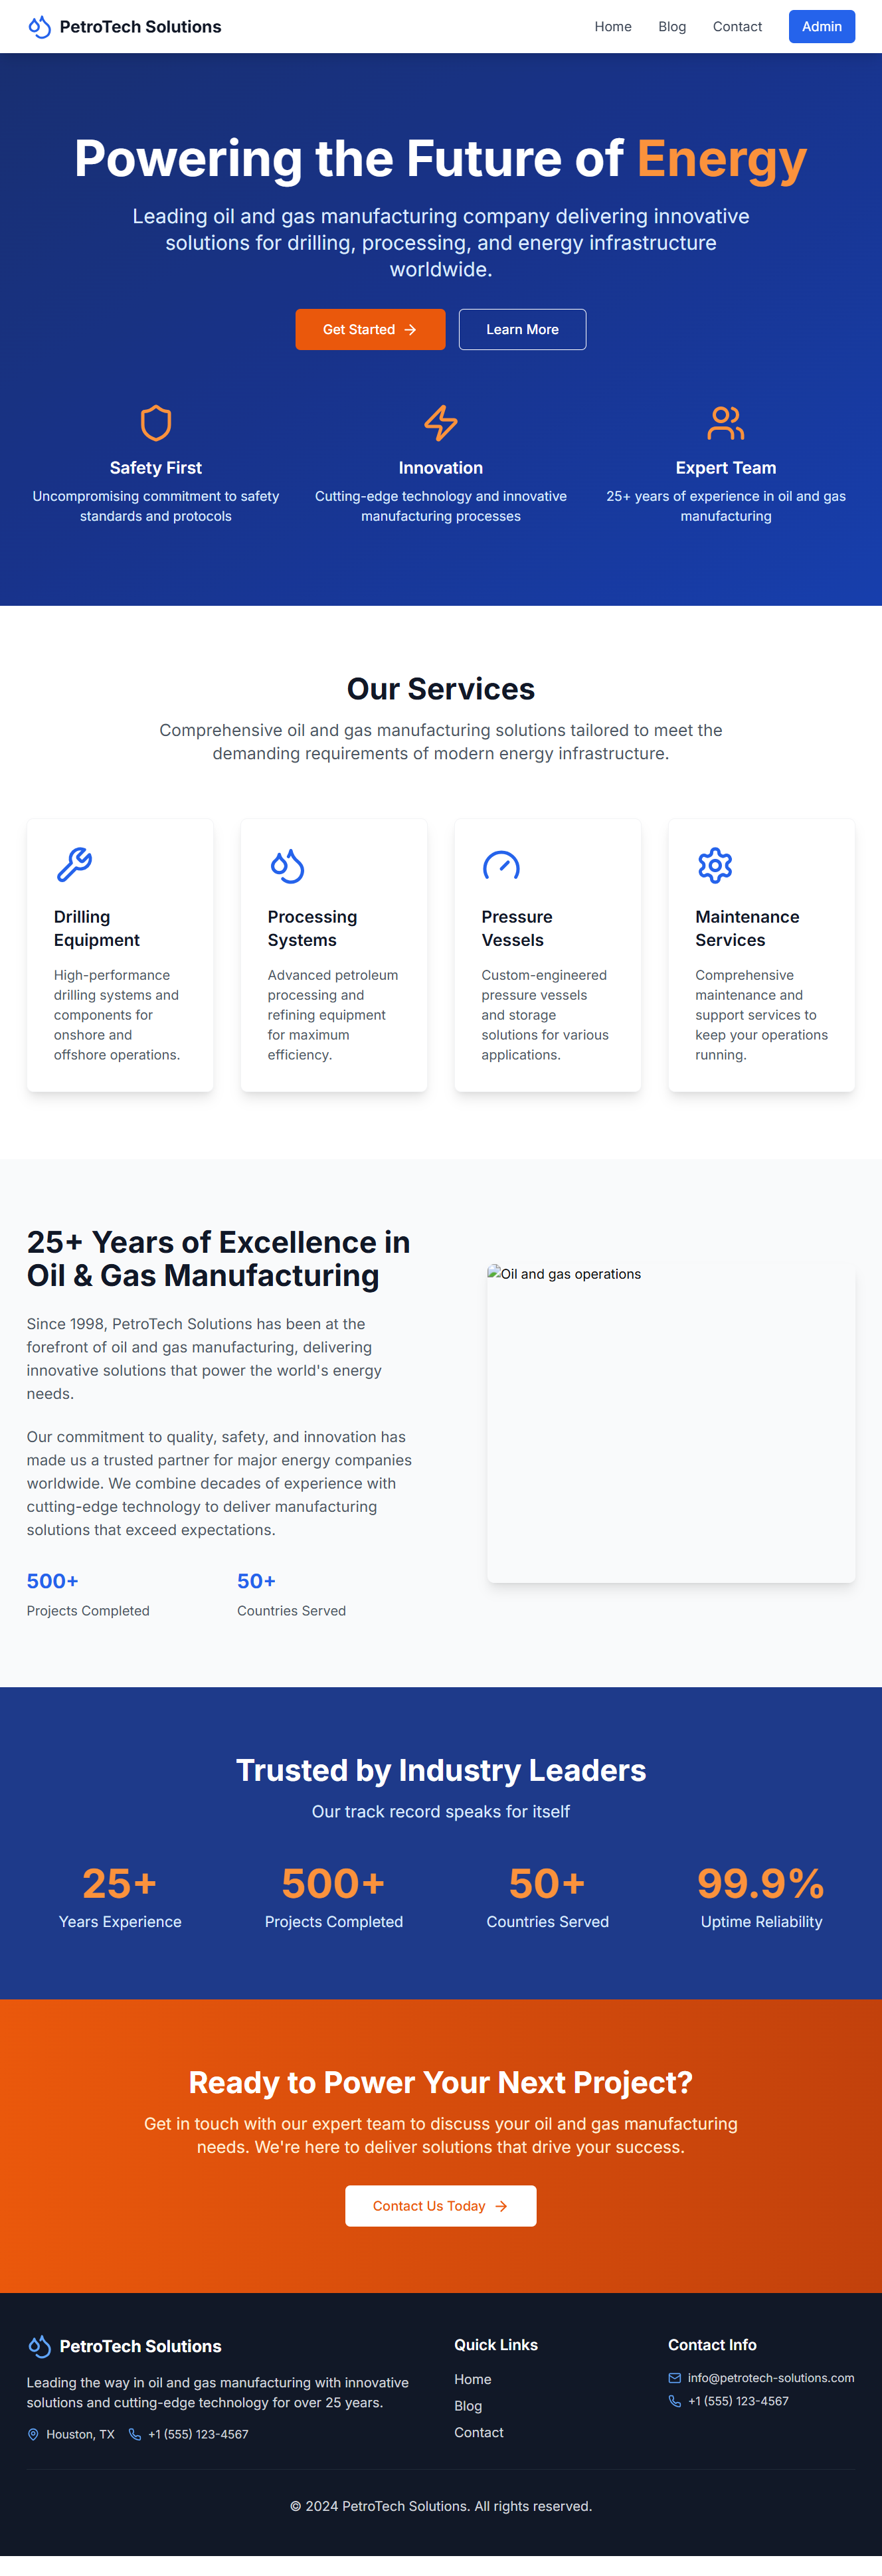 PetroTech Solutions
Home
Blog
Contact
Admin
Powering the Future of Energy
Leading oil and gas manufacturing company delivering innovative
solutions for drilling, processing, and energy infrastructure
worldwide.
Get Started
Learn More
Safety First
Uncompromising commitment to safety
standards and protocols
Innovation
Cutting-edge technology and innovative
manufacturing processes
Expert Team
25+ years of experience in oil and gas
manufacturing
Our Services
Comprehensive oil and gas manufacturing solutions tailored to meet the
demanding requirements of modern energy infrastructure.
Drilling
Equipment
High-performance
drilling systems and
components for
onshore and
offshore operations.
Processing
Systems
Advanced petroleum
processing and
refining equipment
for maximum
efficiency.
Pressure
Vessels
Custom-engineered
pressure vessels
and storage
solutions for various
applications.
Maintenance
Services
Comprehensive
maintenance and
support services to
keep your operations
running.
25+ Years of Excellence in
Oil & Gas Manufacturing
Since 1998, PetroTech Solutions has been at the
forefront of oil and gas manufacturing, delivering
innovative solutions that power the world's energy
needs.
Our commitment to quality, safety, and innovation has
made us a trusted partner for major energy companies
worldwide. We combine decades of experience with
cutting-edge technology to deliver manufacturing
solutions that exceed expectations.
500+
Projects Completed
50+
Countries Served
Oil and gas operations
Trusted by Industry Leaders
Our track record speaks for itself
25+
Years Experience
500+
Projects Completed
50+
Countries Served
99.9%
Uptime Reliability
Ready to Power Your Next Project?
Get in touch with our expert team to discuss your oil and gas manufacturing
needs. We're here to deliver solutions that drive your success.
Contact Us Today
PetroTech Solutions
Leading the way in oil and gas manufacturing with innovative
solutions and cutting-edge technology for over 25 years.
Houston, TX
+1 (555) 123-4567
Quick Links
Home
Blog
Contact
Contact Info
info@petrotech-solutions.com
+1 (555) 123-4567
© 2024 PetroTech Solutions. All rights reserved.